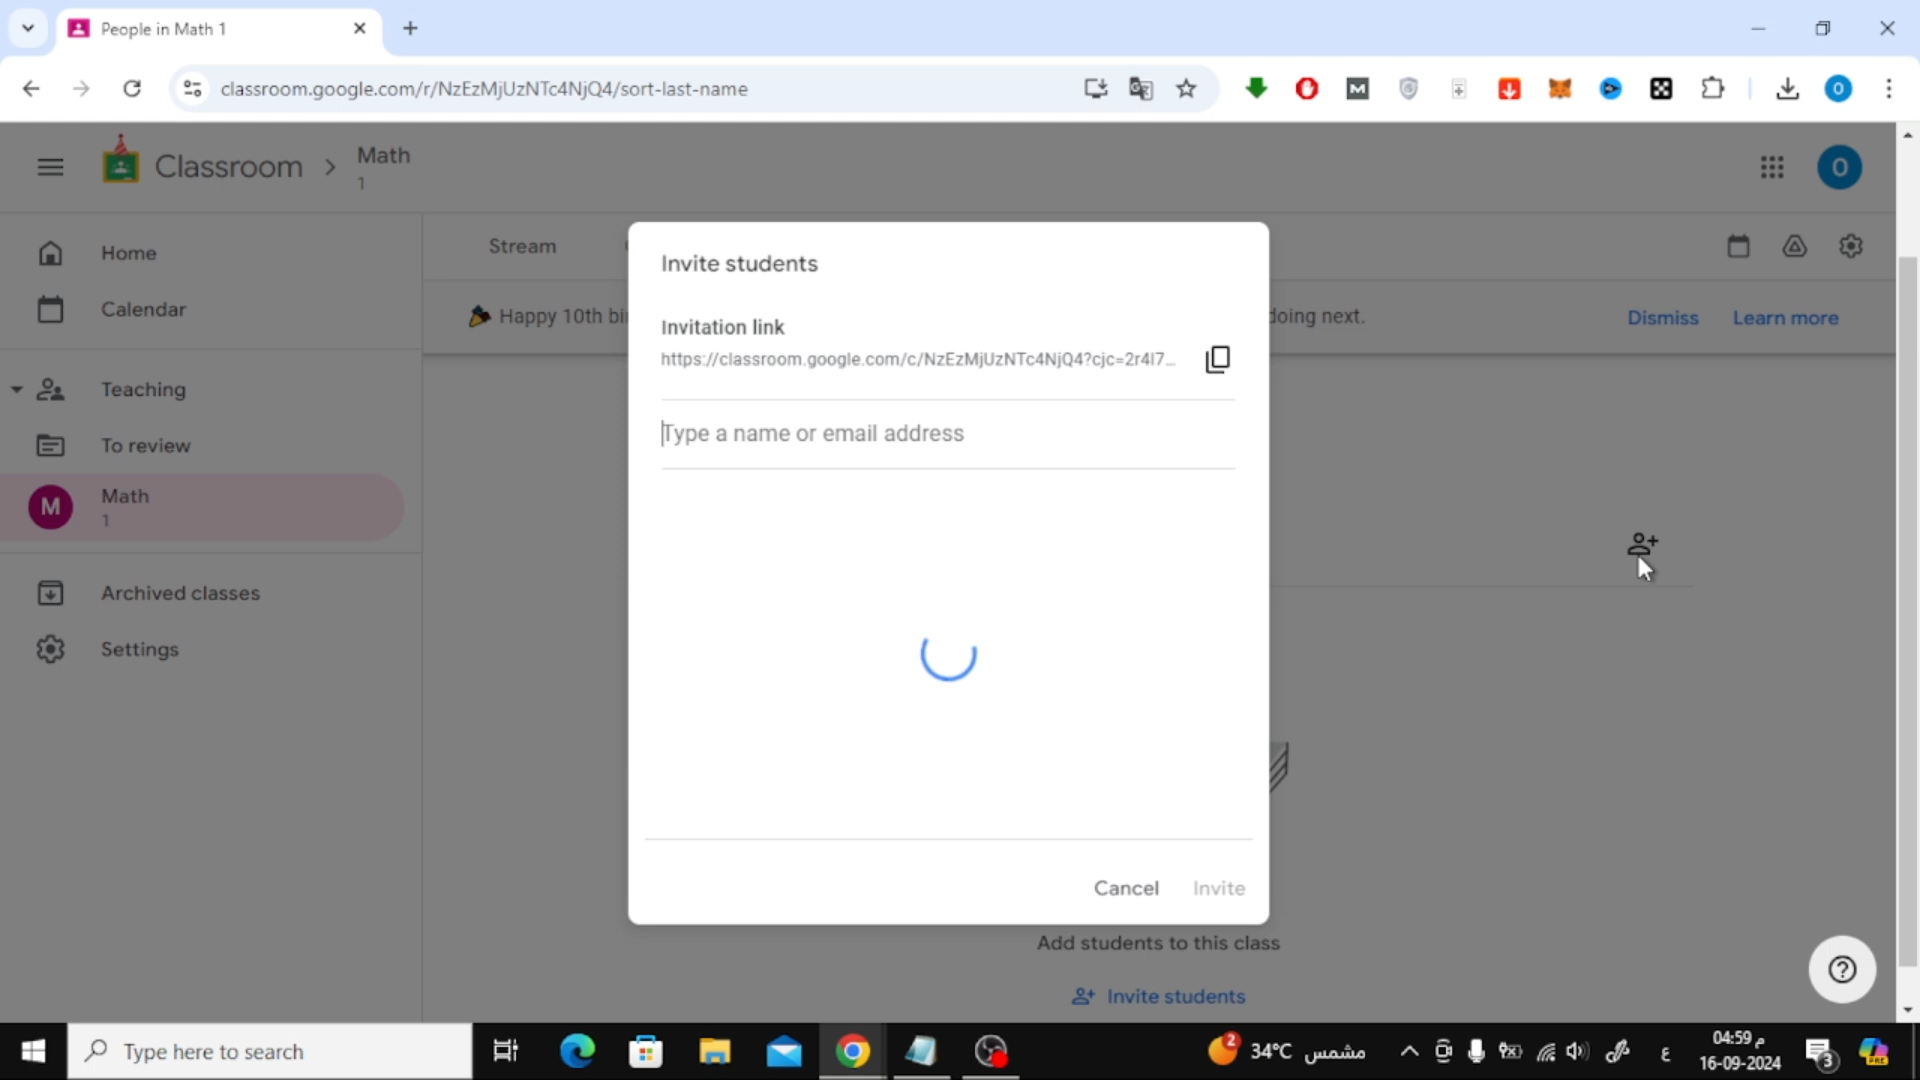 People in Math 1
classroom.google.com/r/NzEzMjUzNTc4NjQ4/sort-last-name
Classroom
Math
1
Home
Calendar
Teaching
To review
M
Math
1
Archived classes
Settings
Stream
Happy 10th bi
doing next.
Dismiss
Learn more
O
O
M
Invite students
Invitation link
https://classroom.google.com/c/NzEzMjUzNTc4NjQ4?cjc=2r4l7...
Type a name or email address
Cancel
Invite
Add students to this class
Invite students
Type here to search
2
34°C
مشمس
ع
04:59 م
16-09-2024
3
PRE